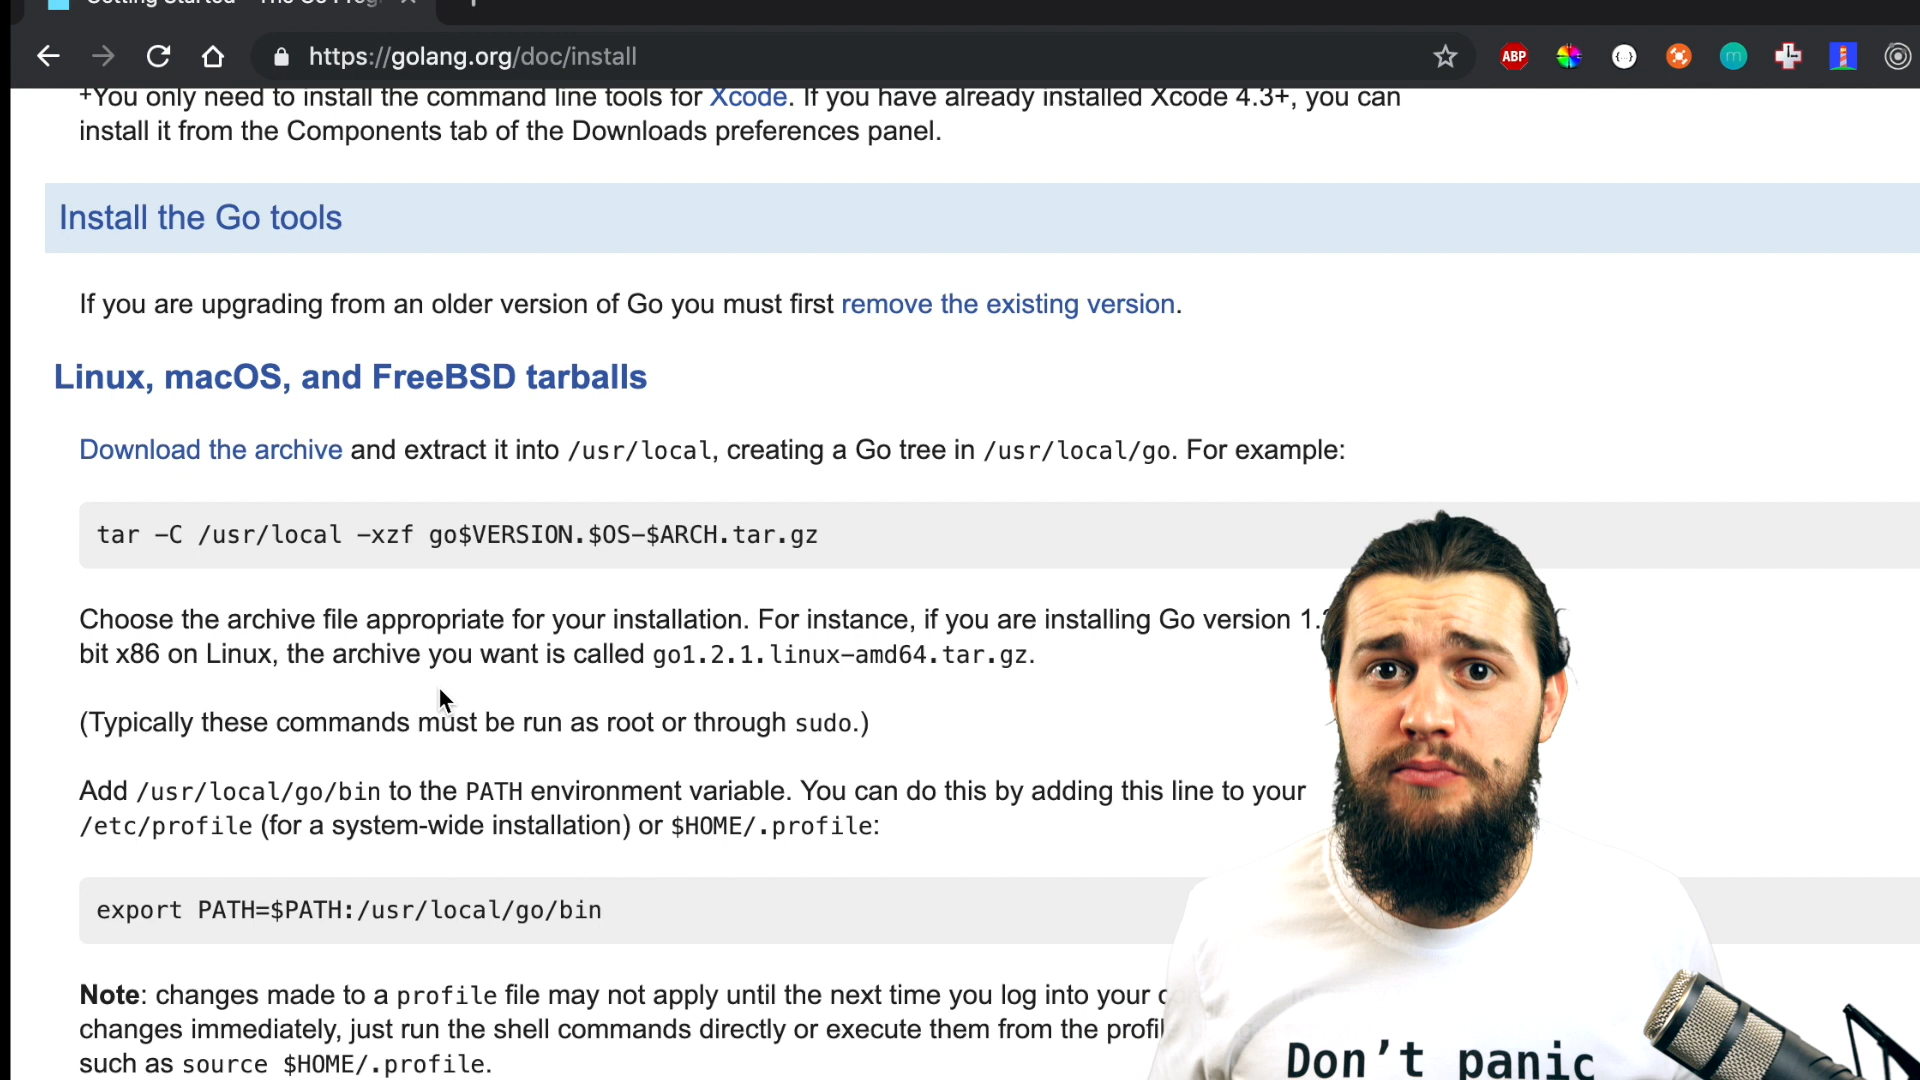 https://golang.org/doc/install
ABP
m
+You only need to install the command line tools for Xcode. If you have already installed Xcode 4.3+, you can
install it from the Components tab of the Downloads preferences panel.
Install the Go tools
If you are upgrading from an older version of Go you must first remove the existing version.
Linux, macOS, and FreeBSD tarballs
Download the archive and extract it into /usr/local, creating a Go tree in /usr/local/go. For example:
tar -C /usr/local -xzf go$VERSION.$OS-$ARCH.tar.gz
Choose the archive file appropriate for your installation. For instance, if you are installing Go version 1.
bit x86 on Linux, the archive you want is called go1.2.1.linux-amd64.tar.gz.
(Typically these commands must be run as root or through sudo.)
Add /usr/local/go/bin to the PATH environment variable. You can do this by adding this line to your
/etc/profile (for a system-wide installation) or $HOME/.profile:
export PATH=$PATH:/usr/local/go/bin
Note: changes made to a profile file may not apply until the next time you log into your
changes immediately, just run the shell commands directly or execute them from the
such as source $HOME/.profile.
Don't panic